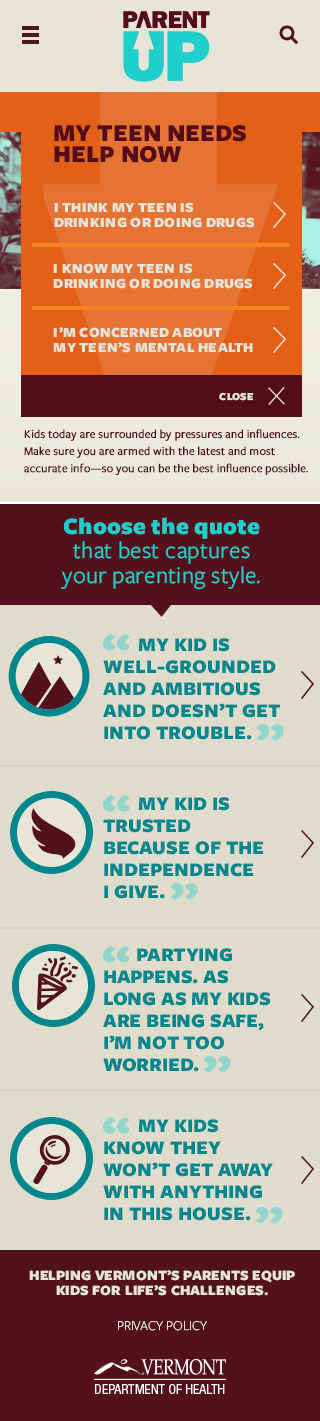 PARENT
UP
MY TEEN NEEDS
HELP NOW
I THINK MY TEEN IS
DRINKING OR DOING DRUGS
I KNOW MY TEEN IS
DRINKING OR DOING DRUGS
I'M CONCERNED ABOUT
MY TEEN'S MENTAL HEALTH
CLOSE
Kids today are surrounded by pressures and influences.
Make sure you are armed with the latest and most
accurate info—so you can be the best influence possible.
Choose the quote
that best captures
your parenting style.
“ MY KID IS
WELL-GROUNDED
AND AMBITIOUS
AND DOESN'T GET
INTO TROUBLE. ”
“ MY KID IS
TRUSTED
BECAUSE OF THE
INDEPENDENCE
I GIVE. ”
“ PARTYING
HAPPENS. AS
LONG AS MY KIDS
ARE BEING SAFE,
I'M NOT TOO
WORRIED. ”
“ MY KIDS
KNOW THEY
WON'T GET AWAY
WITH ANYTHING
IN THIS HOUSE. ”
HELPING VERMONT'S PARENTS EQUIP
KIDS FOR LIFE'S CHALLENGES.
PRIVACY POLICY
VERMONT
DEPARTMENT OF HEALTH